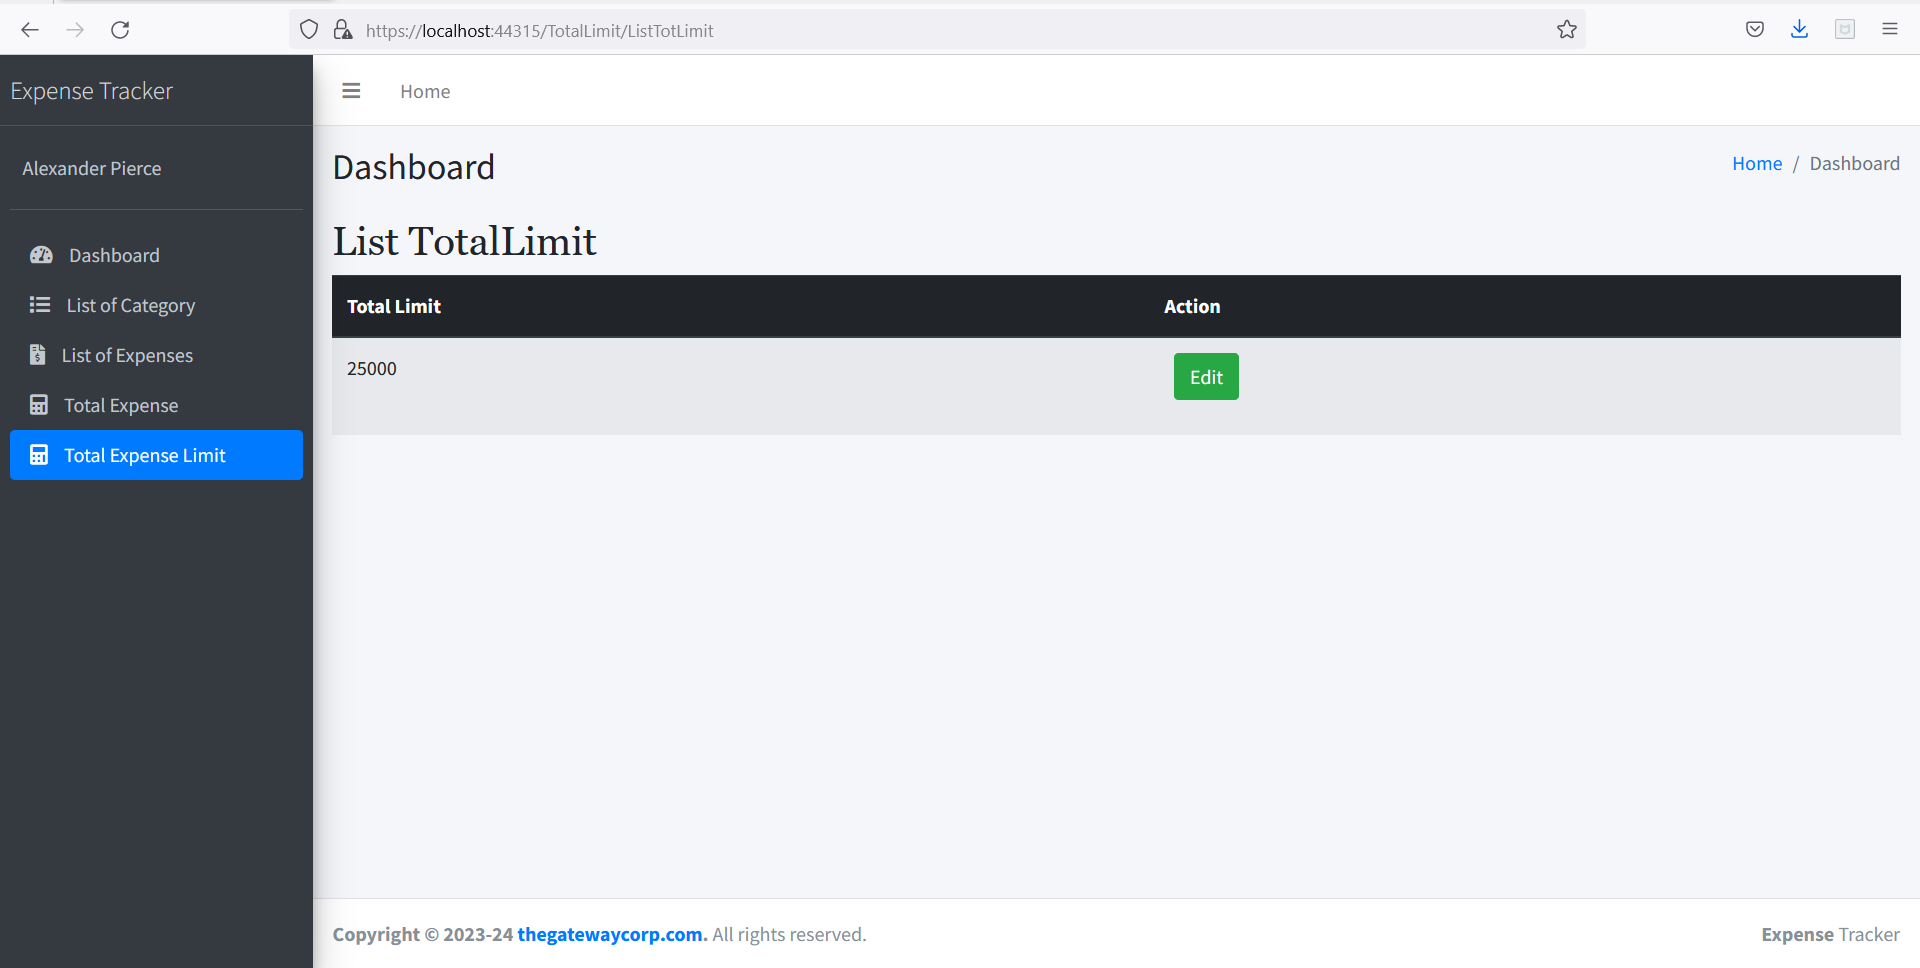 https://localhost:44315/TotalLimit/ListTotLimit
Expense Tracker
Home
Alexander Pierce
Dashboard
List of Category
List of Expenses
Total Expense
Total Expense Limit
Dashboard
Home / Dashboard
List TotalLimit
Total Limit Action
25000 Edit
Copyright © 2023-24 thegatewaycorp.com. All rights reserved.
Expense Tracker